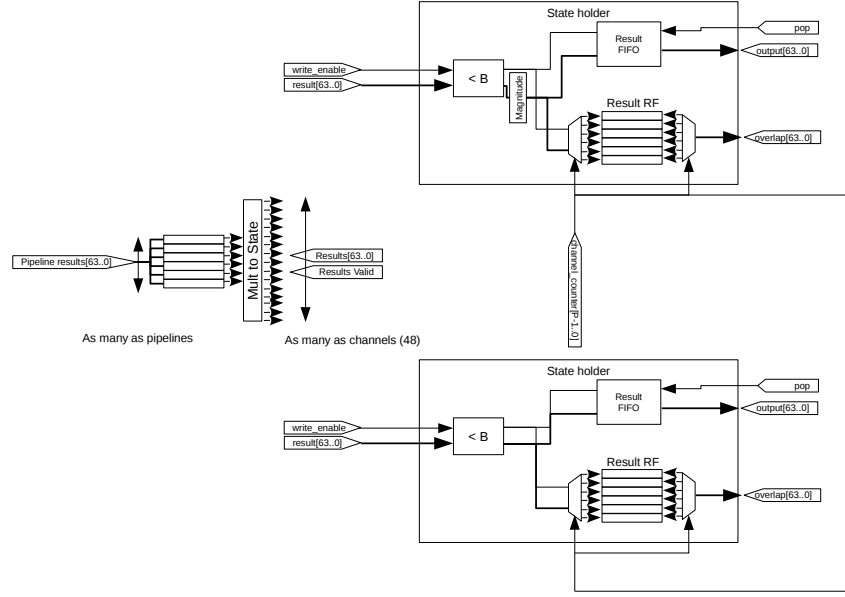 State holder
pop
Result
FIFO
output[63..0]
write_enable
result[63..0]
< B
Magnitude
Result RF
overlap[63..0]
Mult to State
Pipeline results[63..0]
Results[63..0]
Results Valid
channel_counter[P-1..0]
As many as pipelines
As many as channels (48)
State holder
pop
Result
FIFO
output[63..0]
write_enable
result[63..0]
< B
Result RF
overlap[63..0]